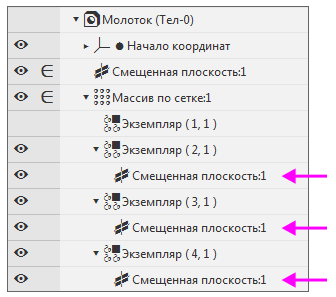 Молоток (Тел-0)
Начало координат
Смещенная плоскость:1
Массив по сетке:1
Экземпляр ( 1, 1 )
Экземпляр ( 2, 1 )
Смещенная плоскость:1
Экземпляр ( 3, 1 )
Смещенная плоскость:1
Экземпляр ( 4, 1 )
Смещенная плоскость:1